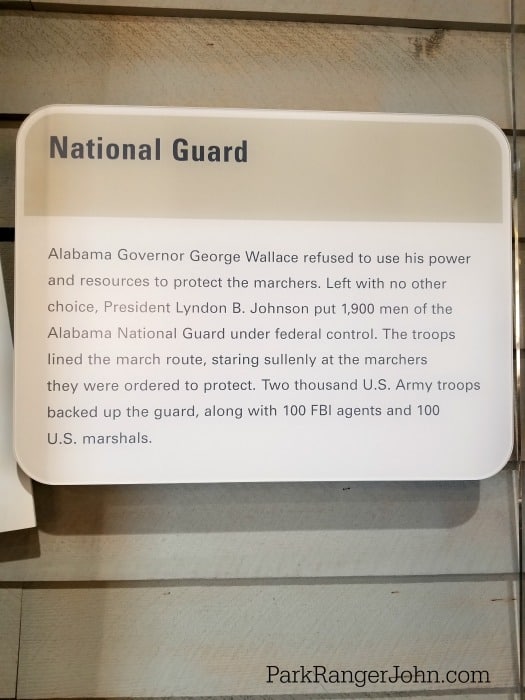 National Guard
Alabama Governor George Wallace refused to use his power
and resources to protect the marchers. Left with no other
choice, President Lyndon B. Johnson put 1,900 men of the
Alabama National Guard under federal control. The troops
lined the march route, staring sullenly at the marchers
they were ordered to protect. Two thousand U.S. Army troops
backed up the guard, along with 100 FBI agents and 100
U.S. marshals.
ParkRangerJohn.com